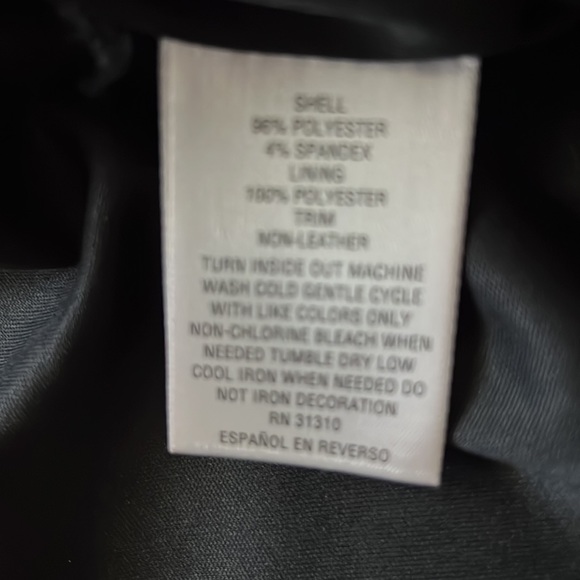 SHELL
96% POLYESTER
4% SPANDEX
LINING
100% POLYESTER
TRIM
NON-LEATHER
TURN INSIDE OUT MACHINE
WASH COLD GENTLE CYCLE
WITH LIKE COLORS ONLY
NON-CHLORINE BLEACH WHEN
NEEDED TUMBLE DRY LOW
COOL IRON WHEN NEEDED DO
NOT IRON DECORATION
RN 31310
ESPAÑOL EN REVERSO